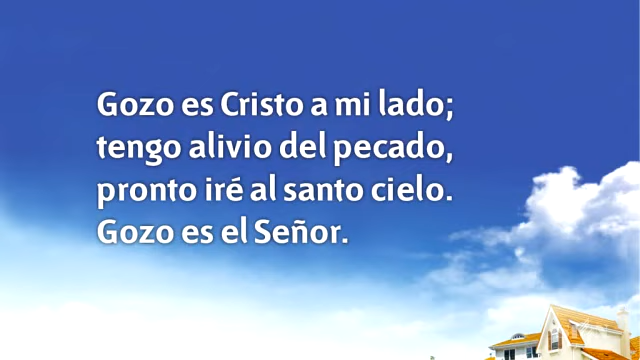 Gozo es Cristo a mi lado;
tengo alivio del pecado,
pronto iré al santo cielo.
Gozo es el Señor.